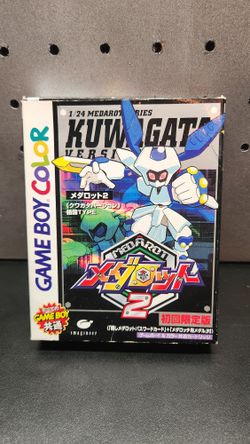 GAME BOY COLOR
1/24 MEDAROT SERIES
KUWAGATA
VERSION
メダロット2
(クワガタバージョン)
MEDAROT
メダロット
2
初回限定版
imagineer
GAME BOY
共通